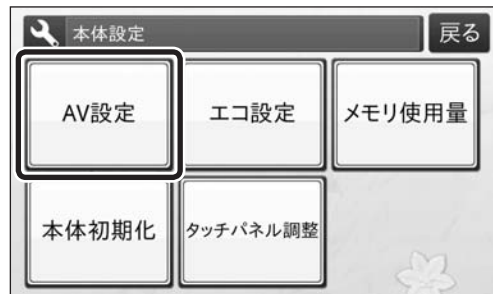 本体設定
戻る
AV設定
エコ設定
メモリ使用量
本体初期化
タッチパネル調整